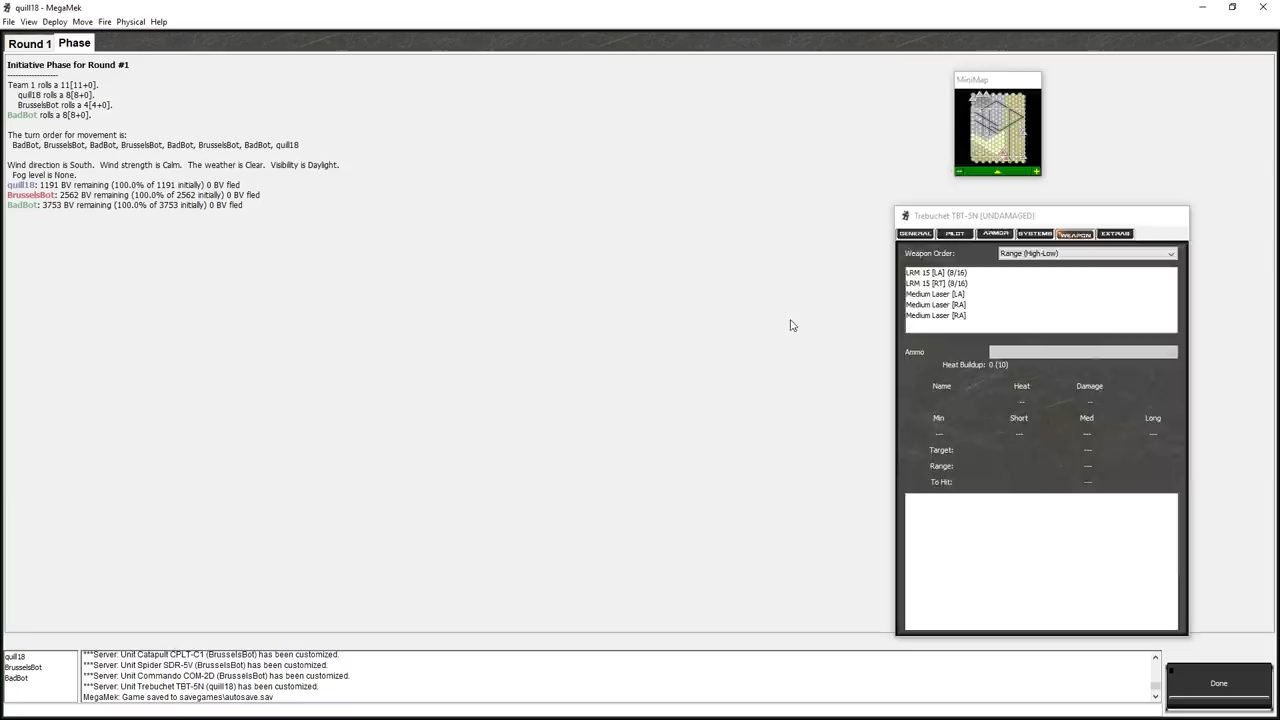 quill18 - MegaMek
File View Deploy Move Fire Physical Help
Round 1 Phase
Initiative Phase for Round #1
--------------------
Team 1 rolls a 11[11+0].
quill18 rolls a 8[8+0].
BrusselsBot rolls a 4[4+0].
BadBot rolls a 8[8+0].
The turn order for movement is:
BadBot, BrusselsBot, BadBot, BrusselsBot, BadBot, BrusselsBot, BadBot, quill18
Wind direction is South. Wind strength is Calm. The weather is Clear. Visibility is Daylight.
Fog level is None.
quill18: 1191 BV remaining (100.0% of 1191 initially) 0 BV fled
BrusselsBot: 2562 BV remaining (100.0% of 2562 initially) 0 BV fled
BadBot: 3753 BV remaining (100.0% of 3753 initially) 0 BV fled
MiniMap
Trebuchet TBT-5N [UNDAMAGED]
GENERAL PILOT ARMOR SYSTEMS WEAPON EXTRAS
Weapon Order: Range (High-Low)
LRM 15 [LA] (8/16)
LRM 15 [RT] (8/16)
Medium Laser [LA]
Medium Laser [RA]
Medium Laser [RA]
Ammo
Heat Buildup: 0 (10)
Name Heat Damage
-- --
Min Short Med Long
--- --- --- ---
Target: ---
Range: ---
To Hit: ---
quill18
BrusselsBot
BadBot
***Server: Unit Catapult CPLT-C1 (BrusselsBot) has been customized.
***Server: Unit Spider SDR-5V (BrusselsBot) has been customized.
***Server: Unit Commando COM-2D (BrusselsBot) has been customized.
***Server: Unit Trebuchet TBT-5N (quill18) has been customized.
MegaMek: Game saved to savegames\autosave.sav
Done